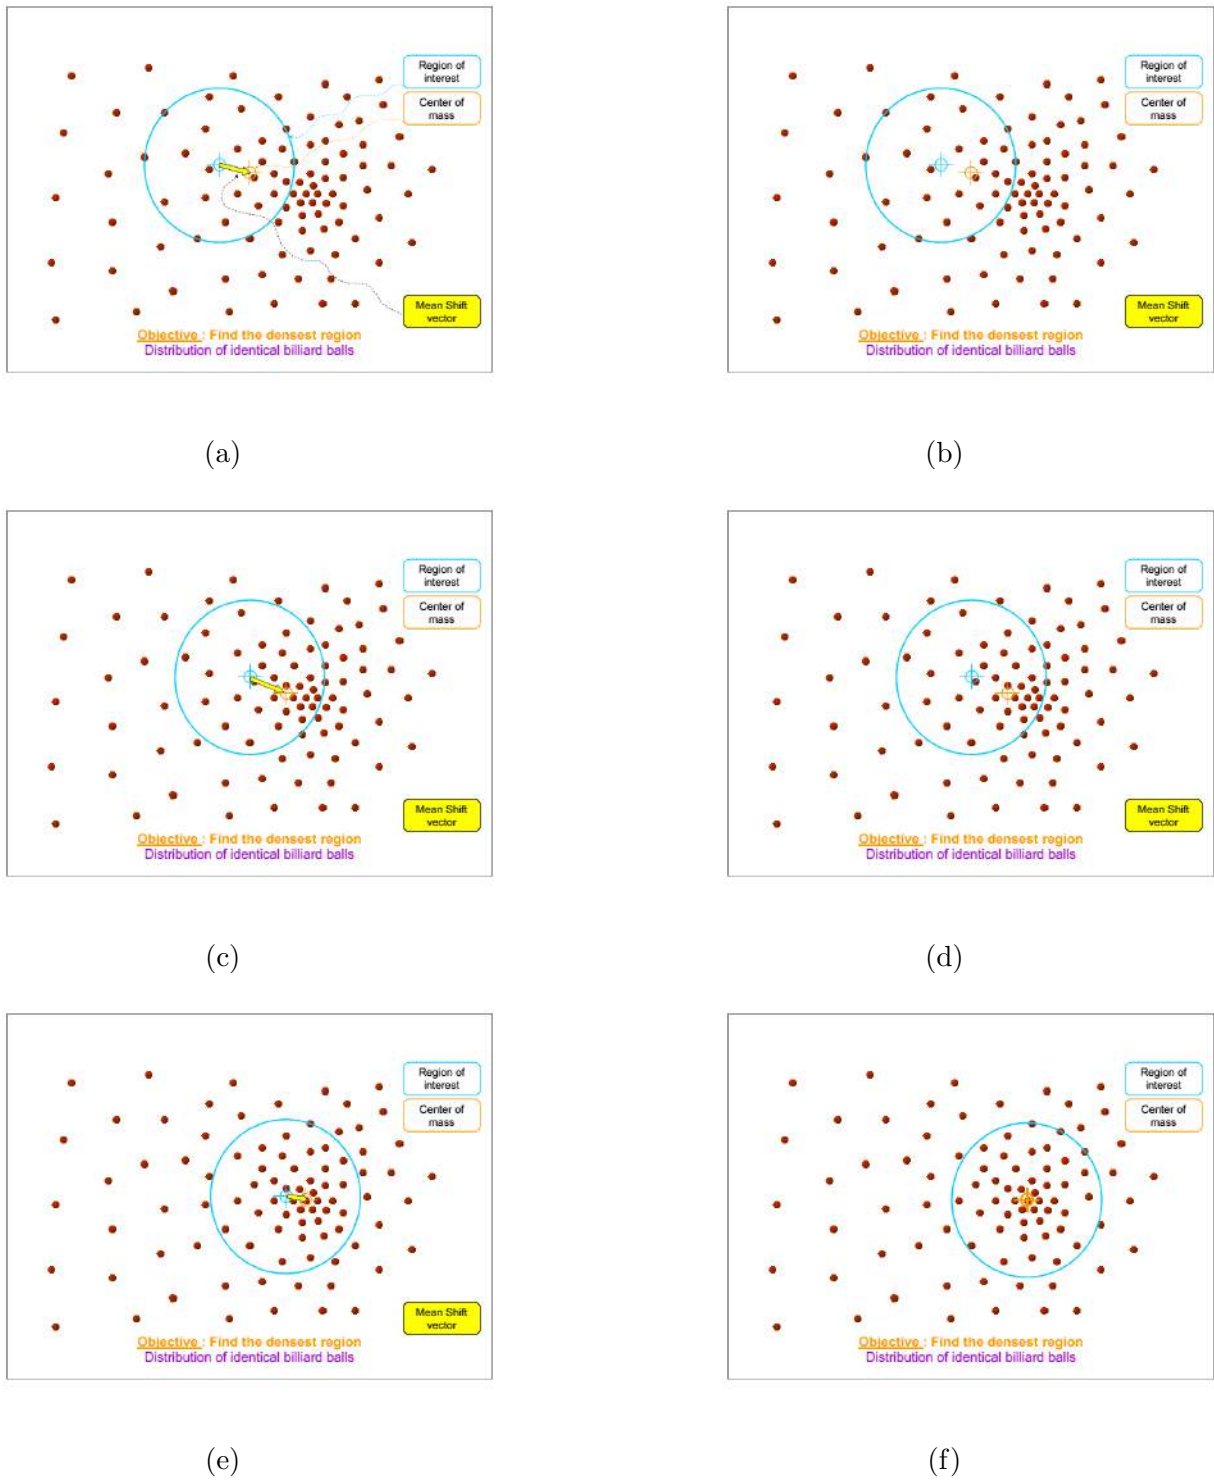 Region of
interest
Center of
mass
Mean Shift
vector
Objective : Find the densest region
Distribution of identical billiard balls
(a)
Region of
interest
Center of
mass
Mean Shift
vector
Objective : Find the densest region
Distribution of identical billiard balls
(b)
Region of
interest
Center of
mass
Mean Shift
vector
Objective : Find the densest region
Distribution of identical billiard balls
(c)
Region of
interest
Center of
mass
Mean Shift
vector
Objective : Find the densest region
Distribution of identical billiard balls
(d)
Region of
interest
Center of
mass
Mean Shift
vector
Objective : Find the densest region
Distribution of identical billiard balls
(e)
Region of
interest
Center of
mass
Objective : Find the densest region
Distribution of identical billiard balls
(f)